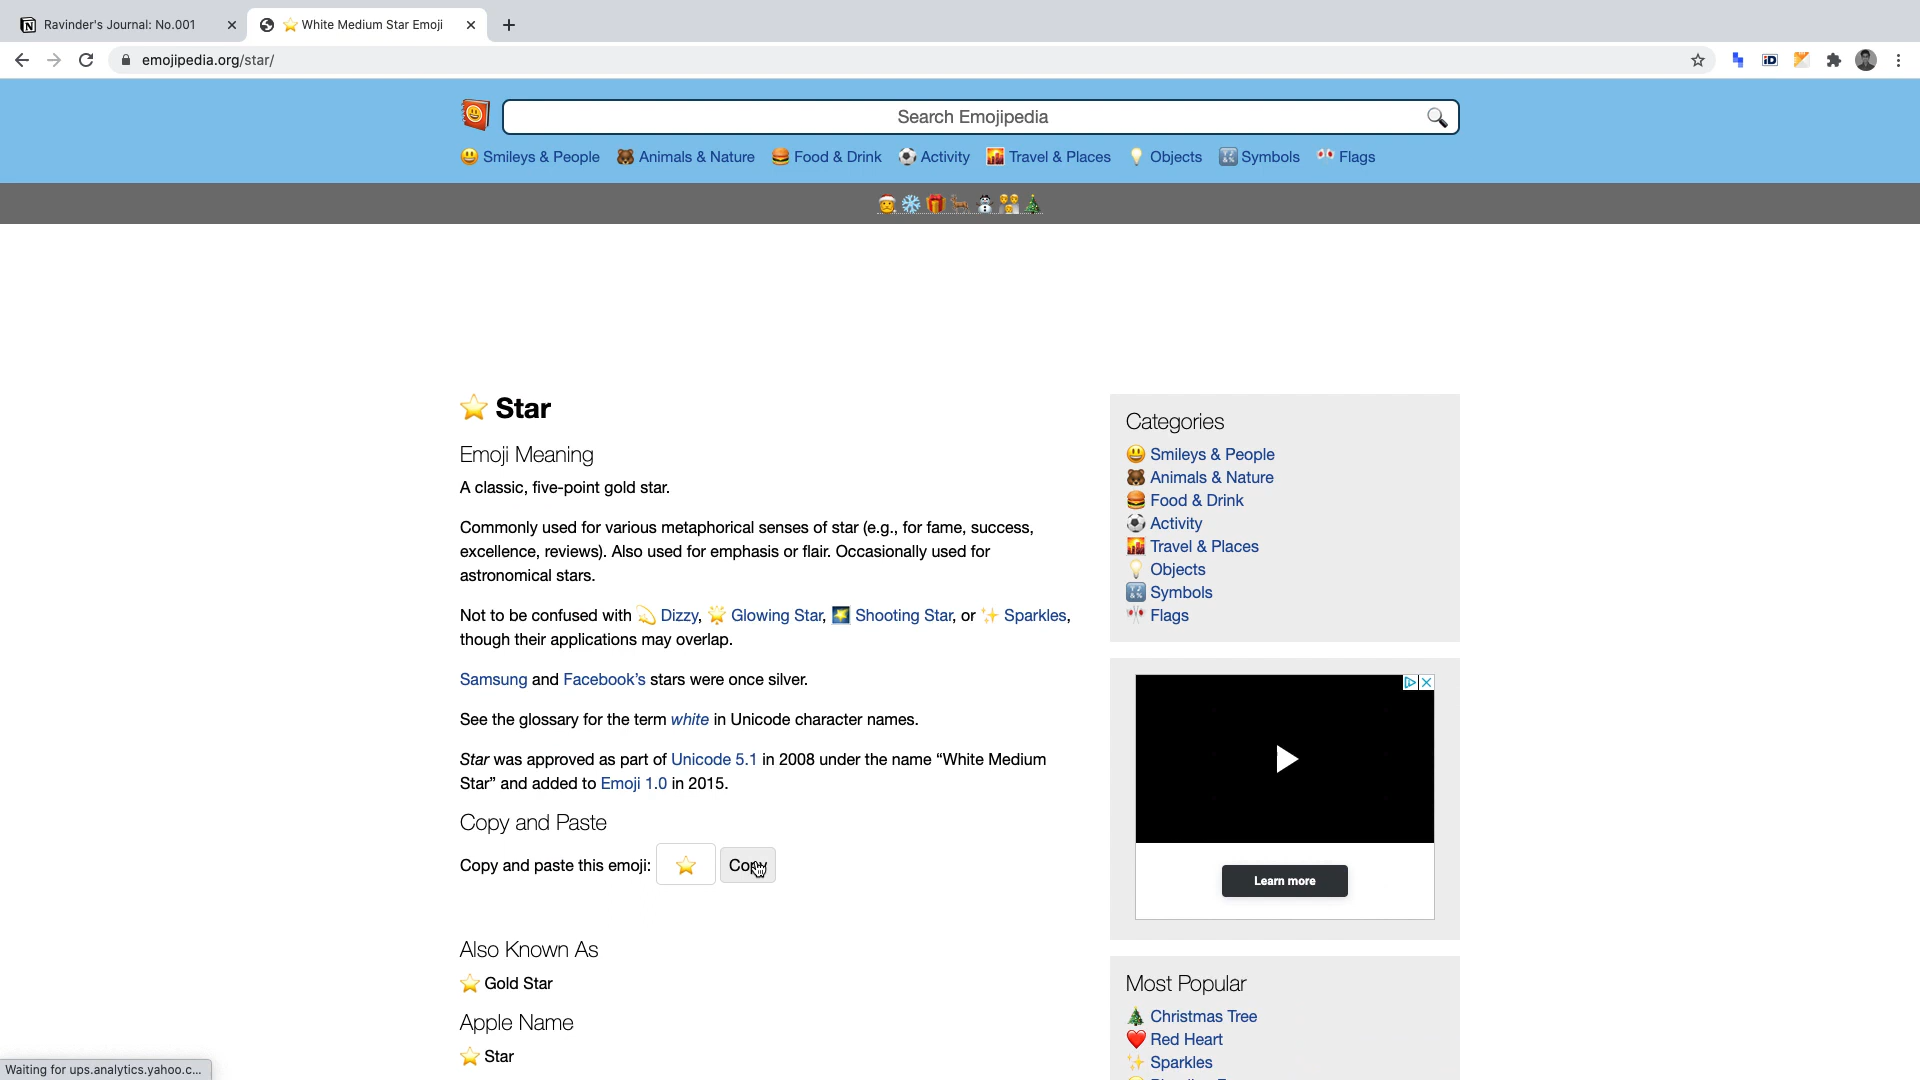 Ravinder's Journal: No.001
⭐ White Medium Star Emoji
emojipedia.org/star/
Search Emojipedia
Smileys & People
Animals & Nature
Food & Drink
Activity
Travel & Places
Objects
Symbols
Flags
⭐ Star
Emoji Meaning
A classic, five-point gold star.
Commonly used for various metaphorical senses of star (e.g., for fame, success,
excellence, reviews). Also used for emphasis or flair. Occasionally used for
astronomical stars.
Not to be confused with 💫 Dizzy, 🌟 Glowing Star, 🌠 Shooting Star, or ✨ Sparkles,
though their applications may overlap.
Samsung and Facebook’s stars were once silver.
See the glossary for the term white in Unicode character names.
Star was approved as part of Unicode 5.1 in 2008 under the name “White Medium
Star” and added to Emoji 1.0 in 2015.
Copy and Paste
Copy and paste this emoji: ⭐ Copy
Also Known As
⭐ Gold Star
Apple Name
⭐ Star
Categories
Smileys & People
Animals & Nature
Food & Drink
Activity
Travel & Places
Objects
Symbols
Flags
Learn more
Most Popular
🎄 Christmas Tree
❤️ Red Heart
✨ Sparkles
Waiting for ups.analytics.yahoo.c...